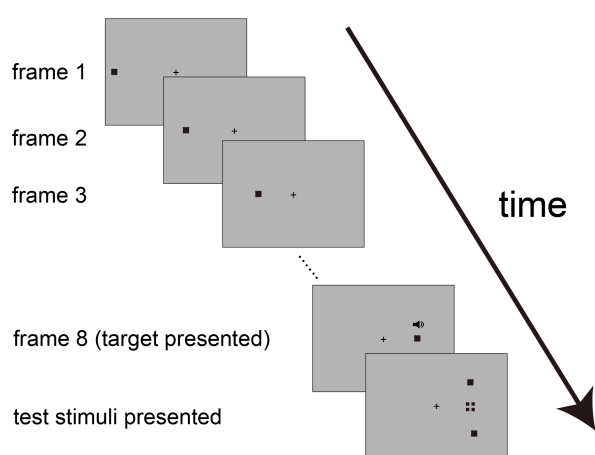 frame 1
frame 2
frame 3
time
frame 8 (target presented)
test stimuli presented